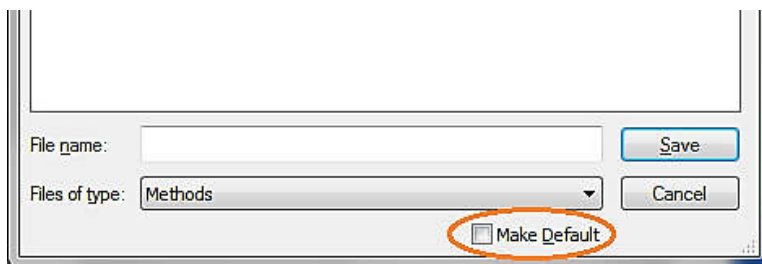 File name:
Save
Files of type: Methods
Cancel
Make Default